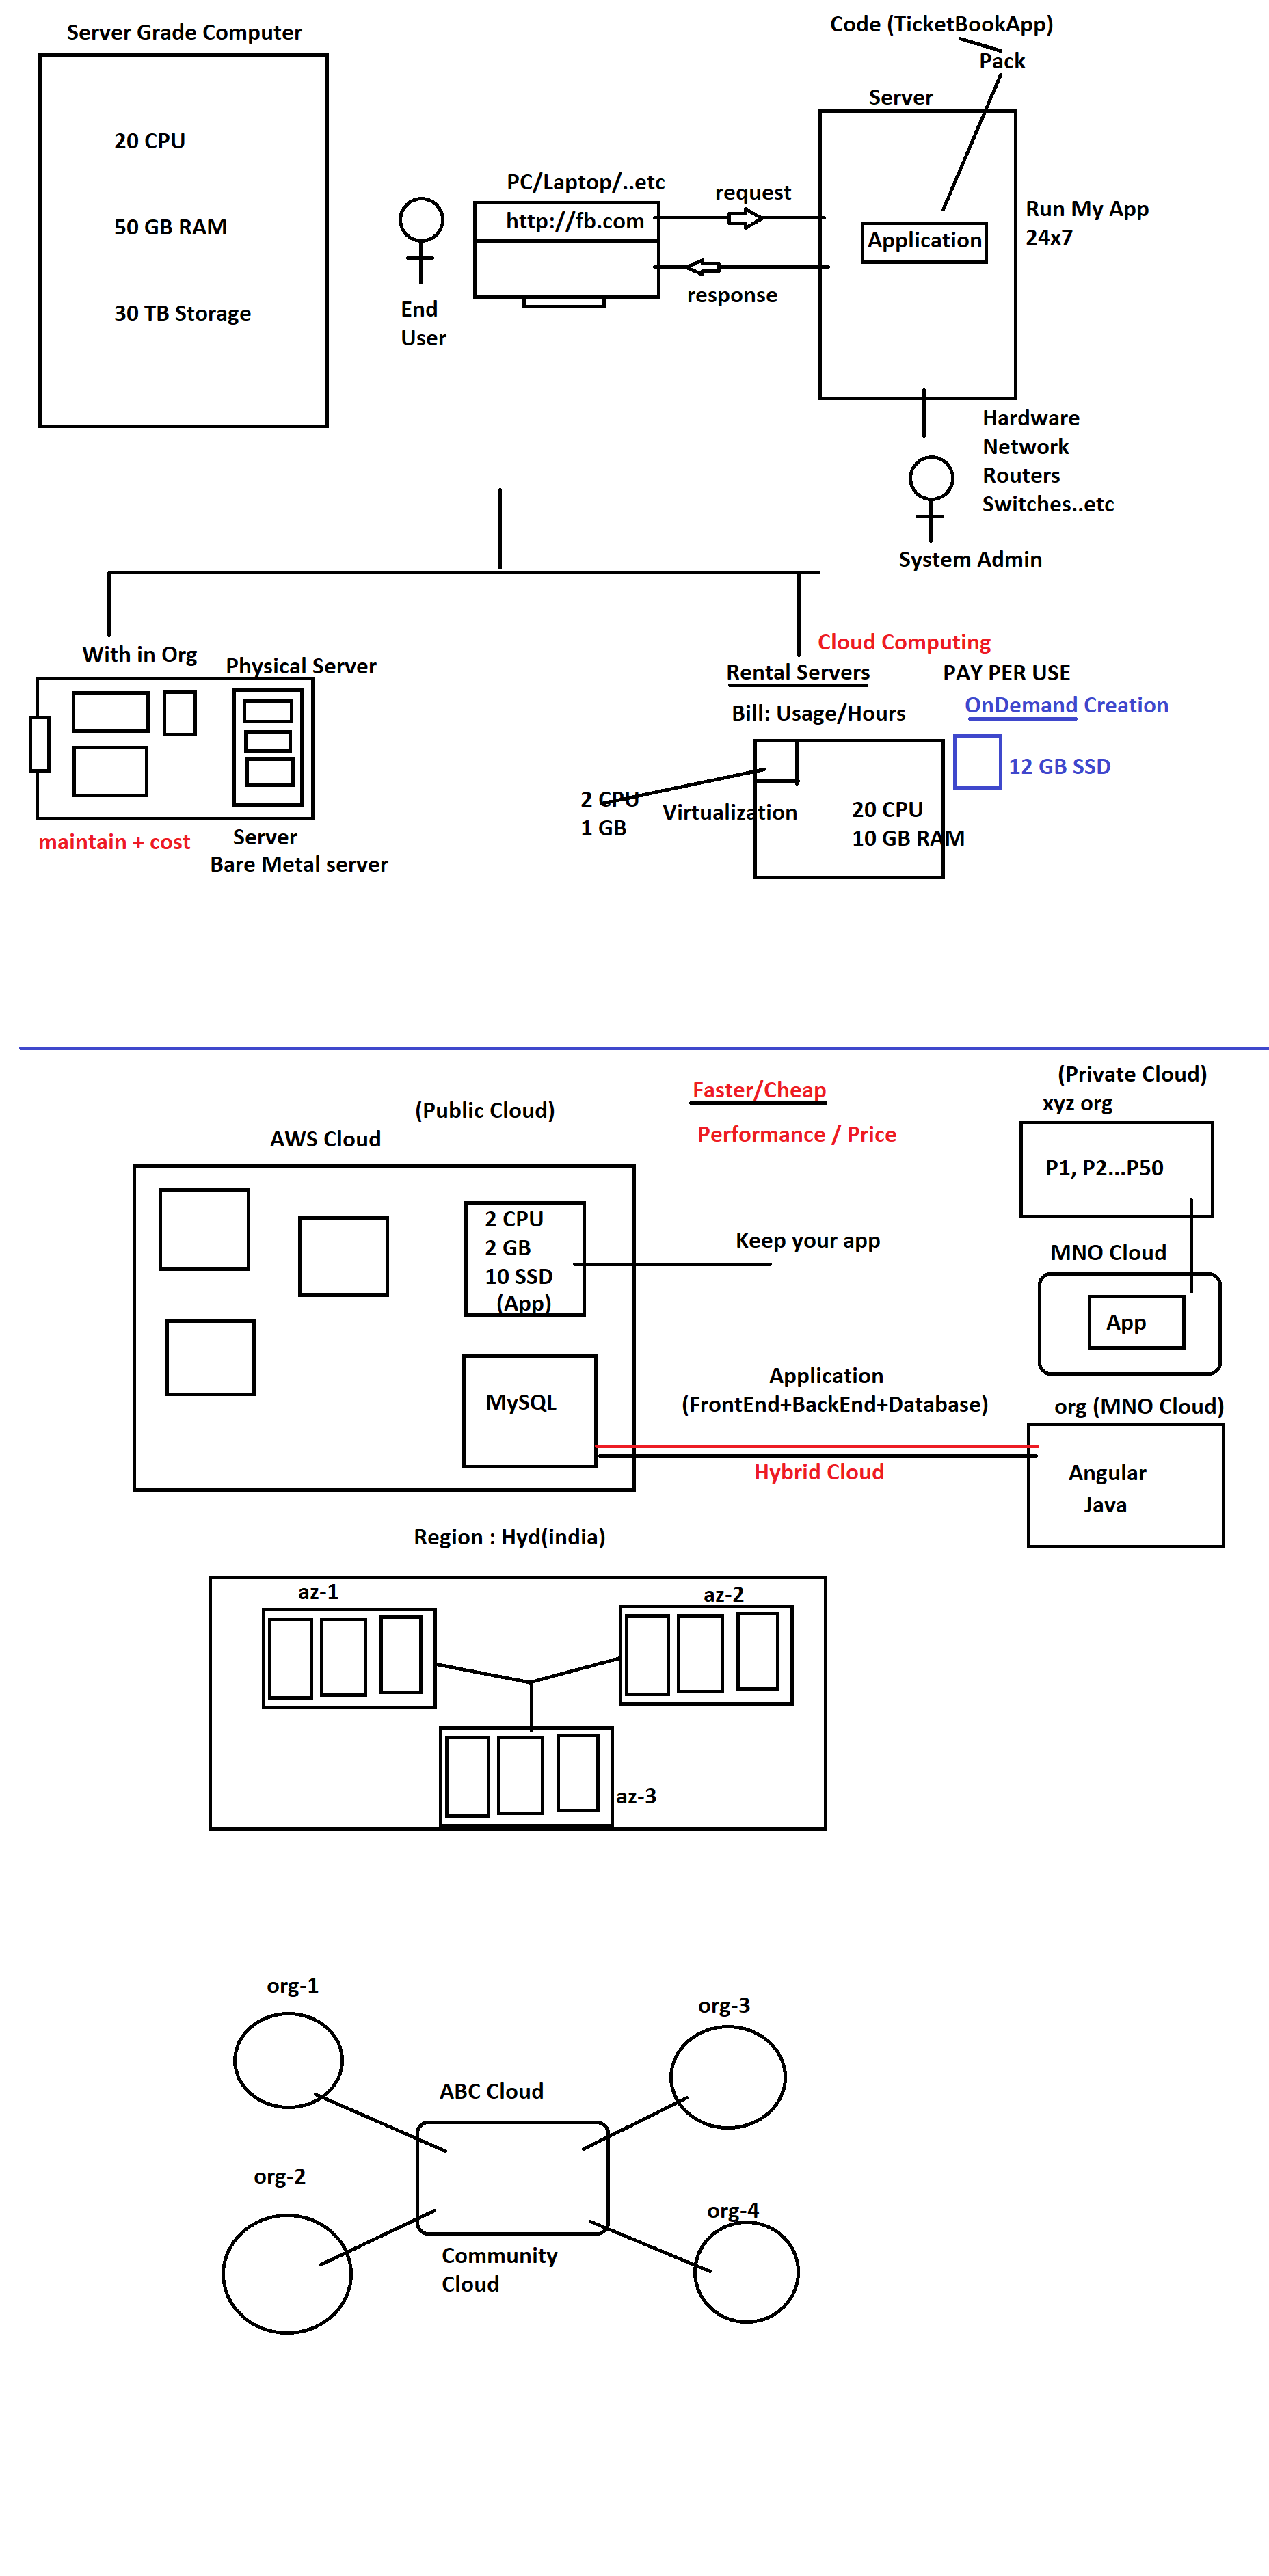 Server Grade Computer
20 CPU
50 GB RAM
30 TB Storage
End
User
PC/Laptop/..etc
http://fb.com
request
response
Code (TicketBookApp)
Pack
Server
Application
Run My App
24x7
Hardware
Network
Routers
Switches..etc
System Admin
With in Org
Physical Server
maintain + cost
Server
Bare Metal server
Cloud Computing
Rental Servers
PAY PER USE
OnDemand Creation
Bill: Usage/Hours
12 GB SSD
2 CPU
1 GB
Virtualization
20 CPU
10 GB RAM
(Public Cloud)
AWS Cloud
Faster/Cheap
Performance / Price
(Private Cloud)
xyz org
P1, P2...P50
2 CPU
2 GB
10 SSD
(App)
Keep your app
MNO Cloud
App
MySQL
Application
(FrontEnd+BackEnd+Database)
Hybrid Cloud
org (MNO Cloud)
Angular
Java
Region : Hyd(india)
az-1
az-2
az-3
org-1
org-3
ABC Cloud
org-2
org-4
Community
Cloud